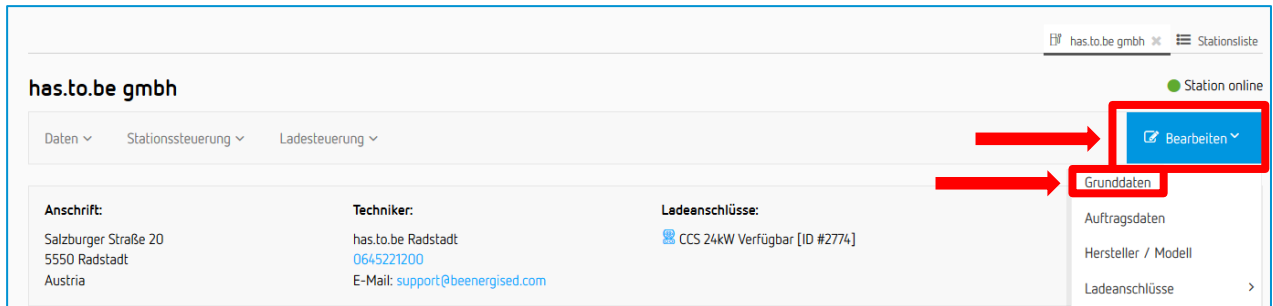 has.to.be gmbh Stationsliste
has.to.be gmbh
Station online
Daten Stationssteuerung Ladesteuerung Bearbeiten
Grunddaten
Auftragsdaten
Hersteller / Modell
Ladeanschlüsse
Anschrift:
Salzburger Straße 20
5550 Radstadt
Austria
Techniker:
has.to.be Radstadt
0645221200
E-Mail: support@beenergised.com
Ladeanschlüsse:
CCS 24kW Verfügbar [ID #2774]